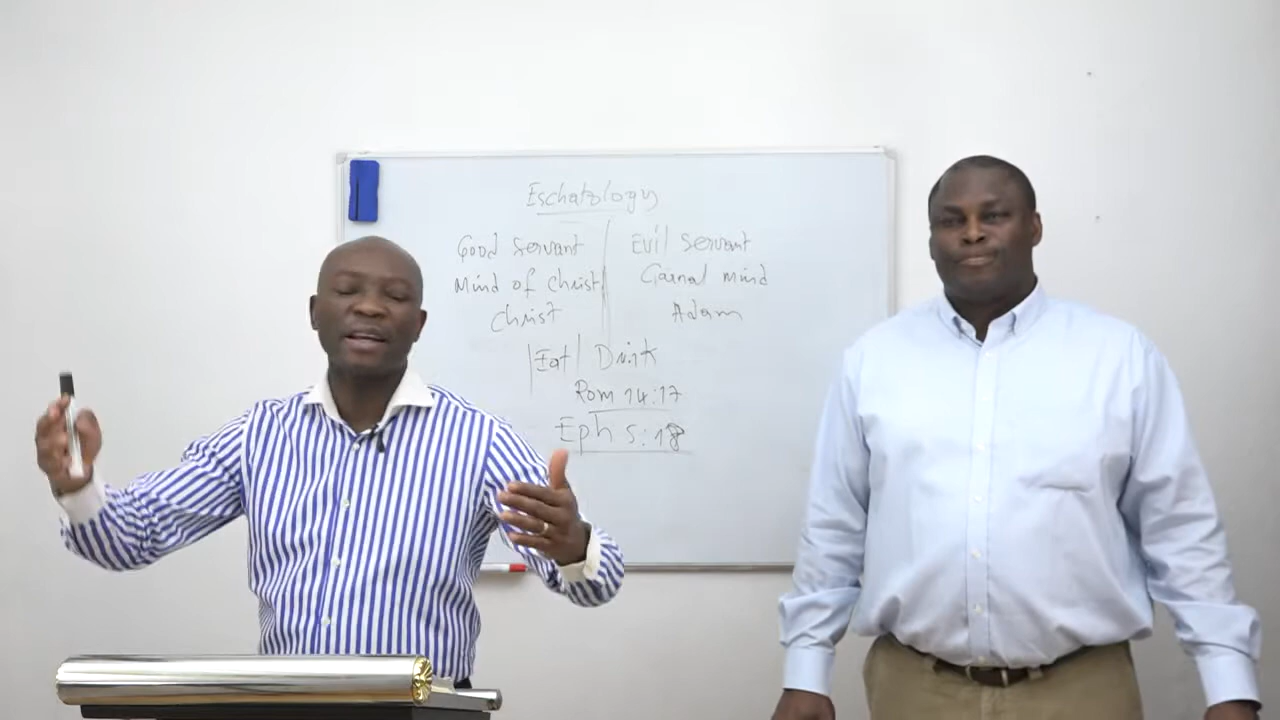 Eschatology
Good servant | Evil servant
Mind of Christ | Carnal mind
Christ | Adam
|Eat| Drink
Rom 14:17
Eph 5:18